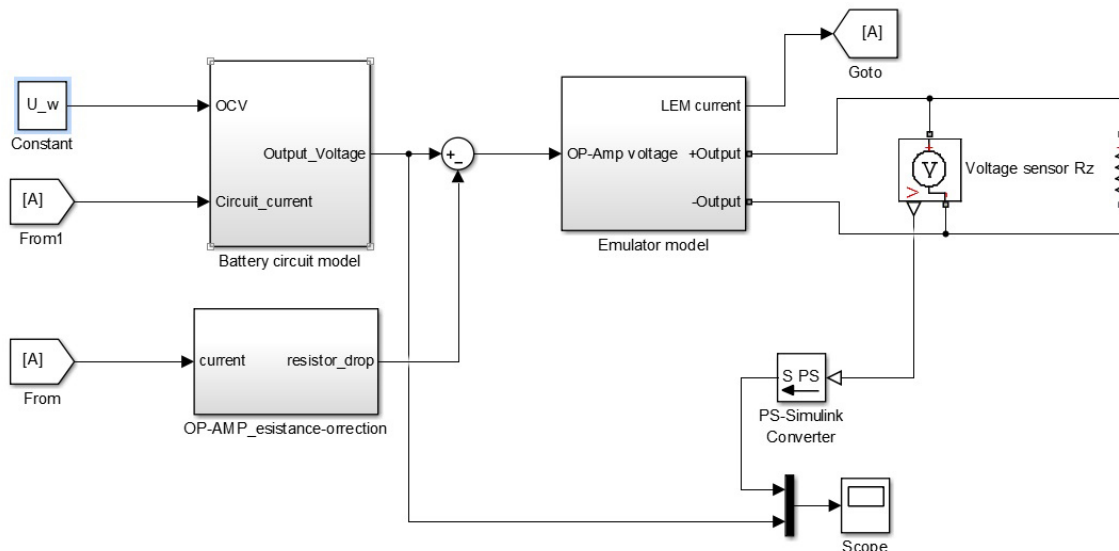 [A]
Goto
U_w
Constant
OCV
Output_Voltage
Circuit_current
Battery circuit model
[A]
From1
+
-
LEM current
OP-Amp voltage
+Output
-Output
Emulator model
+
V
V
-
Voltage sensor Rz
[A]
From
current
resistor_drop
OP-AMP_esistance-orrection
S PS
PS-Simulink
Converter
Scope